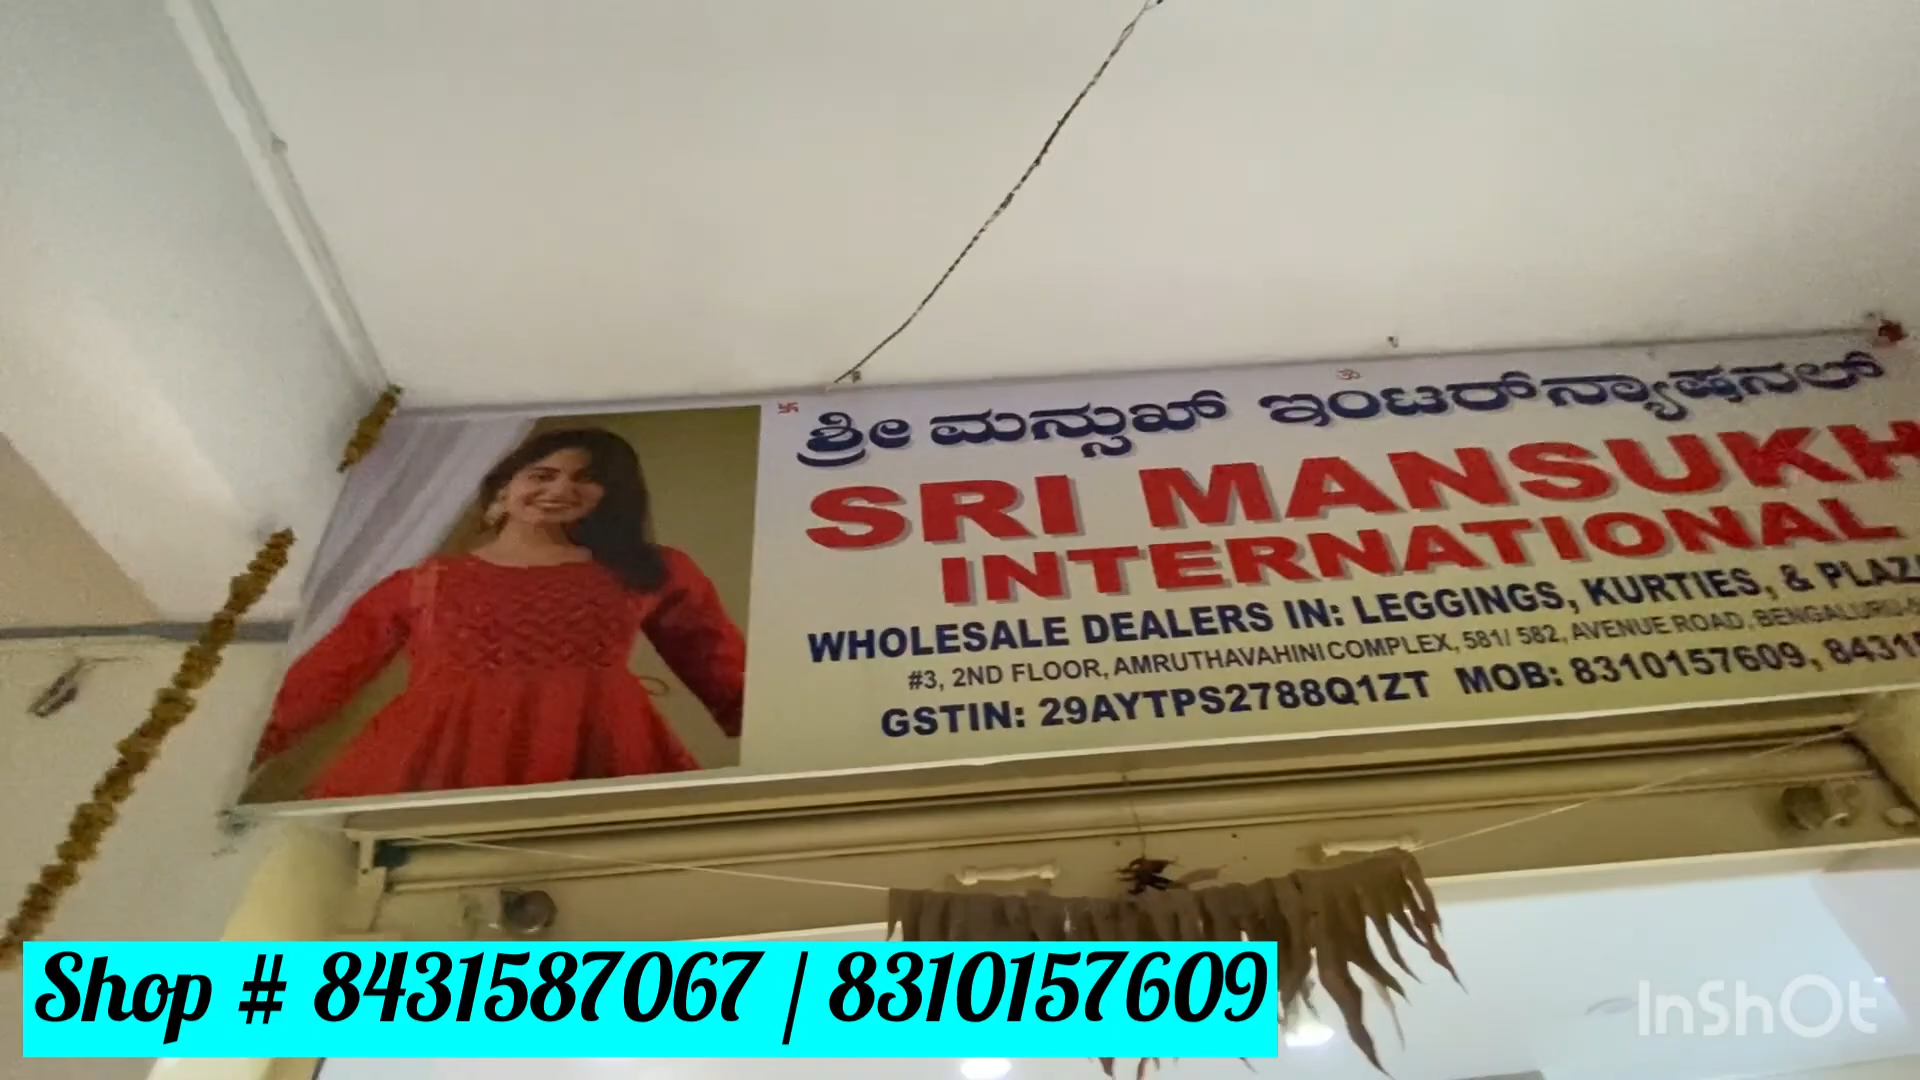 ಶ್ರೀ ಮನ್ಸುಖ್ ಇಂಟರ್‌ನ್ಯಾಷನಲ್
SRI MANSUKH
INTERNATIONAL
WHOLESALE DEALERS IN: LEGGINGS, KURTIES, & PLAZ
#3, 2ND FLOOR, AMRUTHAVAHINI COMPLEX, 581/ 582, AVENUE ROAD, BENGALURU-
GSTIN: 29AYTPS2788Q1ZT MOB: 8310157609, 8431
Shop # 8431587067 / 8310157609
InShOt